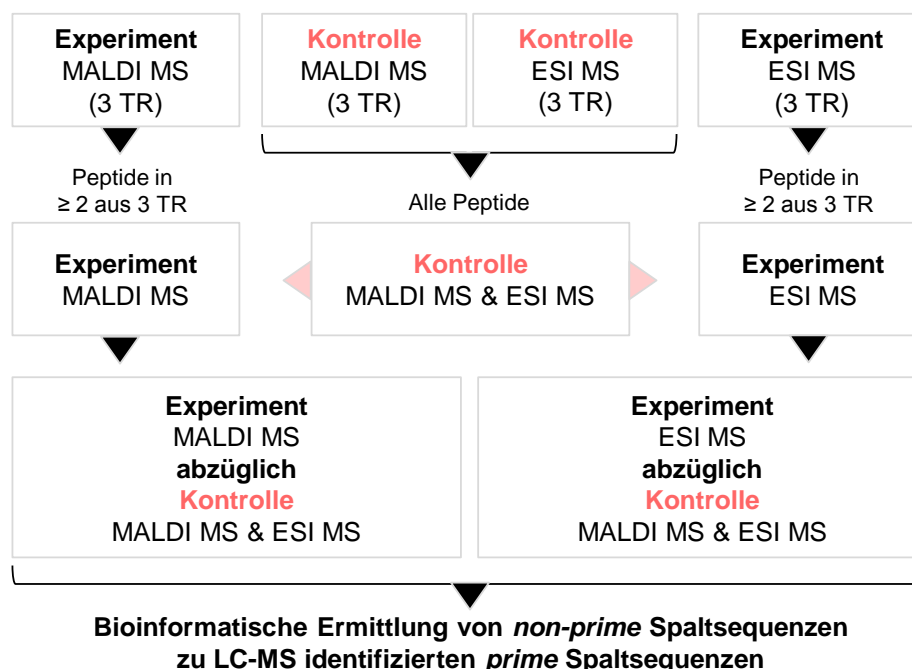 Experiment
MALDI MS
(3 TR)
Kontrolle
MALDI MS
(3 TR)
Kontrolle
ESI MS
(3 TR)
Experiment
ESI MS
(3 TR)
Peptide in
≥ 2 aus 3 TR
Alle Peptide
Peptide in
≥ 2 aus 3 TR
Experiment
MALDI MS
Kontrolle
MALDI MS & ESI MS
Experiment
ESI MS
Experiment
MALDI MS
abzüglich
Kontrolle
MALDI MS & ESI MS
Experiment
ESI MS
abzüglich
Kontrolle
MALDI MS & ESI MS
Bioinformatische Ermittlung von non-prime Spaltsequenzen
zu LC-MS identifizierten prime Spaltsequenzen